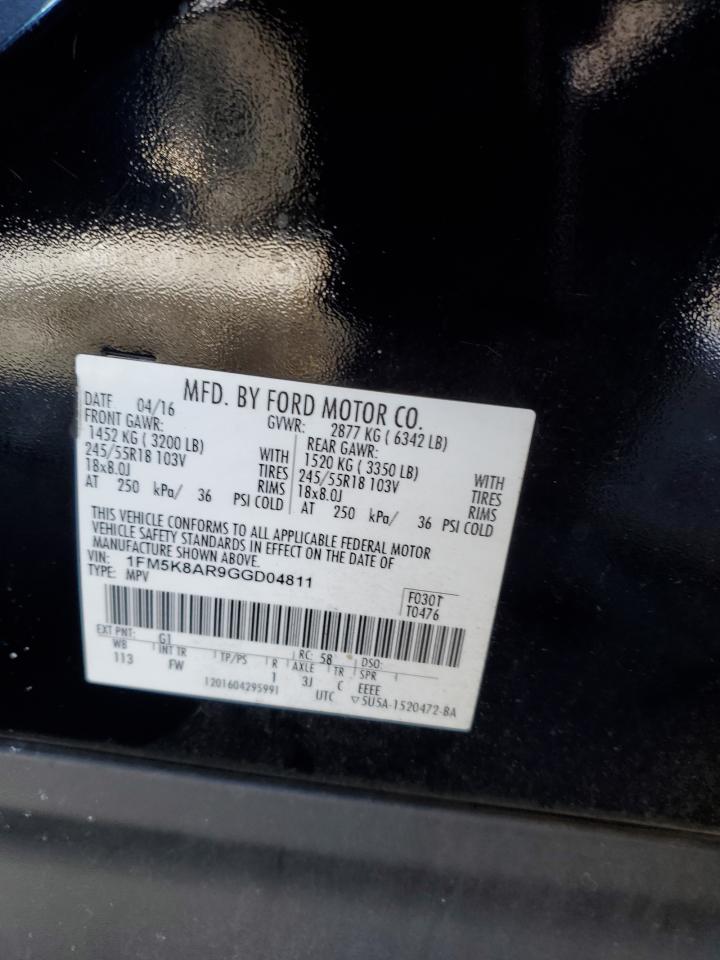 MFD. BY FORD MOTOR CO.
DATE 04/16 GVWR: 2877 KG ( 6342 LB)
FRONT GAWR: REAR GAWR:
1452 KG ( 3200 LB) WITH 1520 KG ( 3350 LB) WITH
245/55R18 103V TIRES 245/55R18 103V TIRES
18x8.0J RIMS 18x8.0J RIMS
AT 250 kPa/ 36 PSI COLD AT 250 kPa/ 36 PSI COLD
THIS VEHICLE CONFORMS TO ALL APPLICABLE FEDERAL MOTOR
VEHICLE SAFETY STANDARDS IN EFFECT ON THE DATE OF
MANUFACTURE SHOWN ABOVE.
VIN: 1FM5K8AR9GGD04811
TYPE: MPV
F030T
T0476
EXT PNT: G1 RC: 58 DSO:
WB INT TR TP/PS R AXLE TR SPR
113 FW 1 3J C EEEE
1201604295991 UTC ▽5U5A-1520472-BA